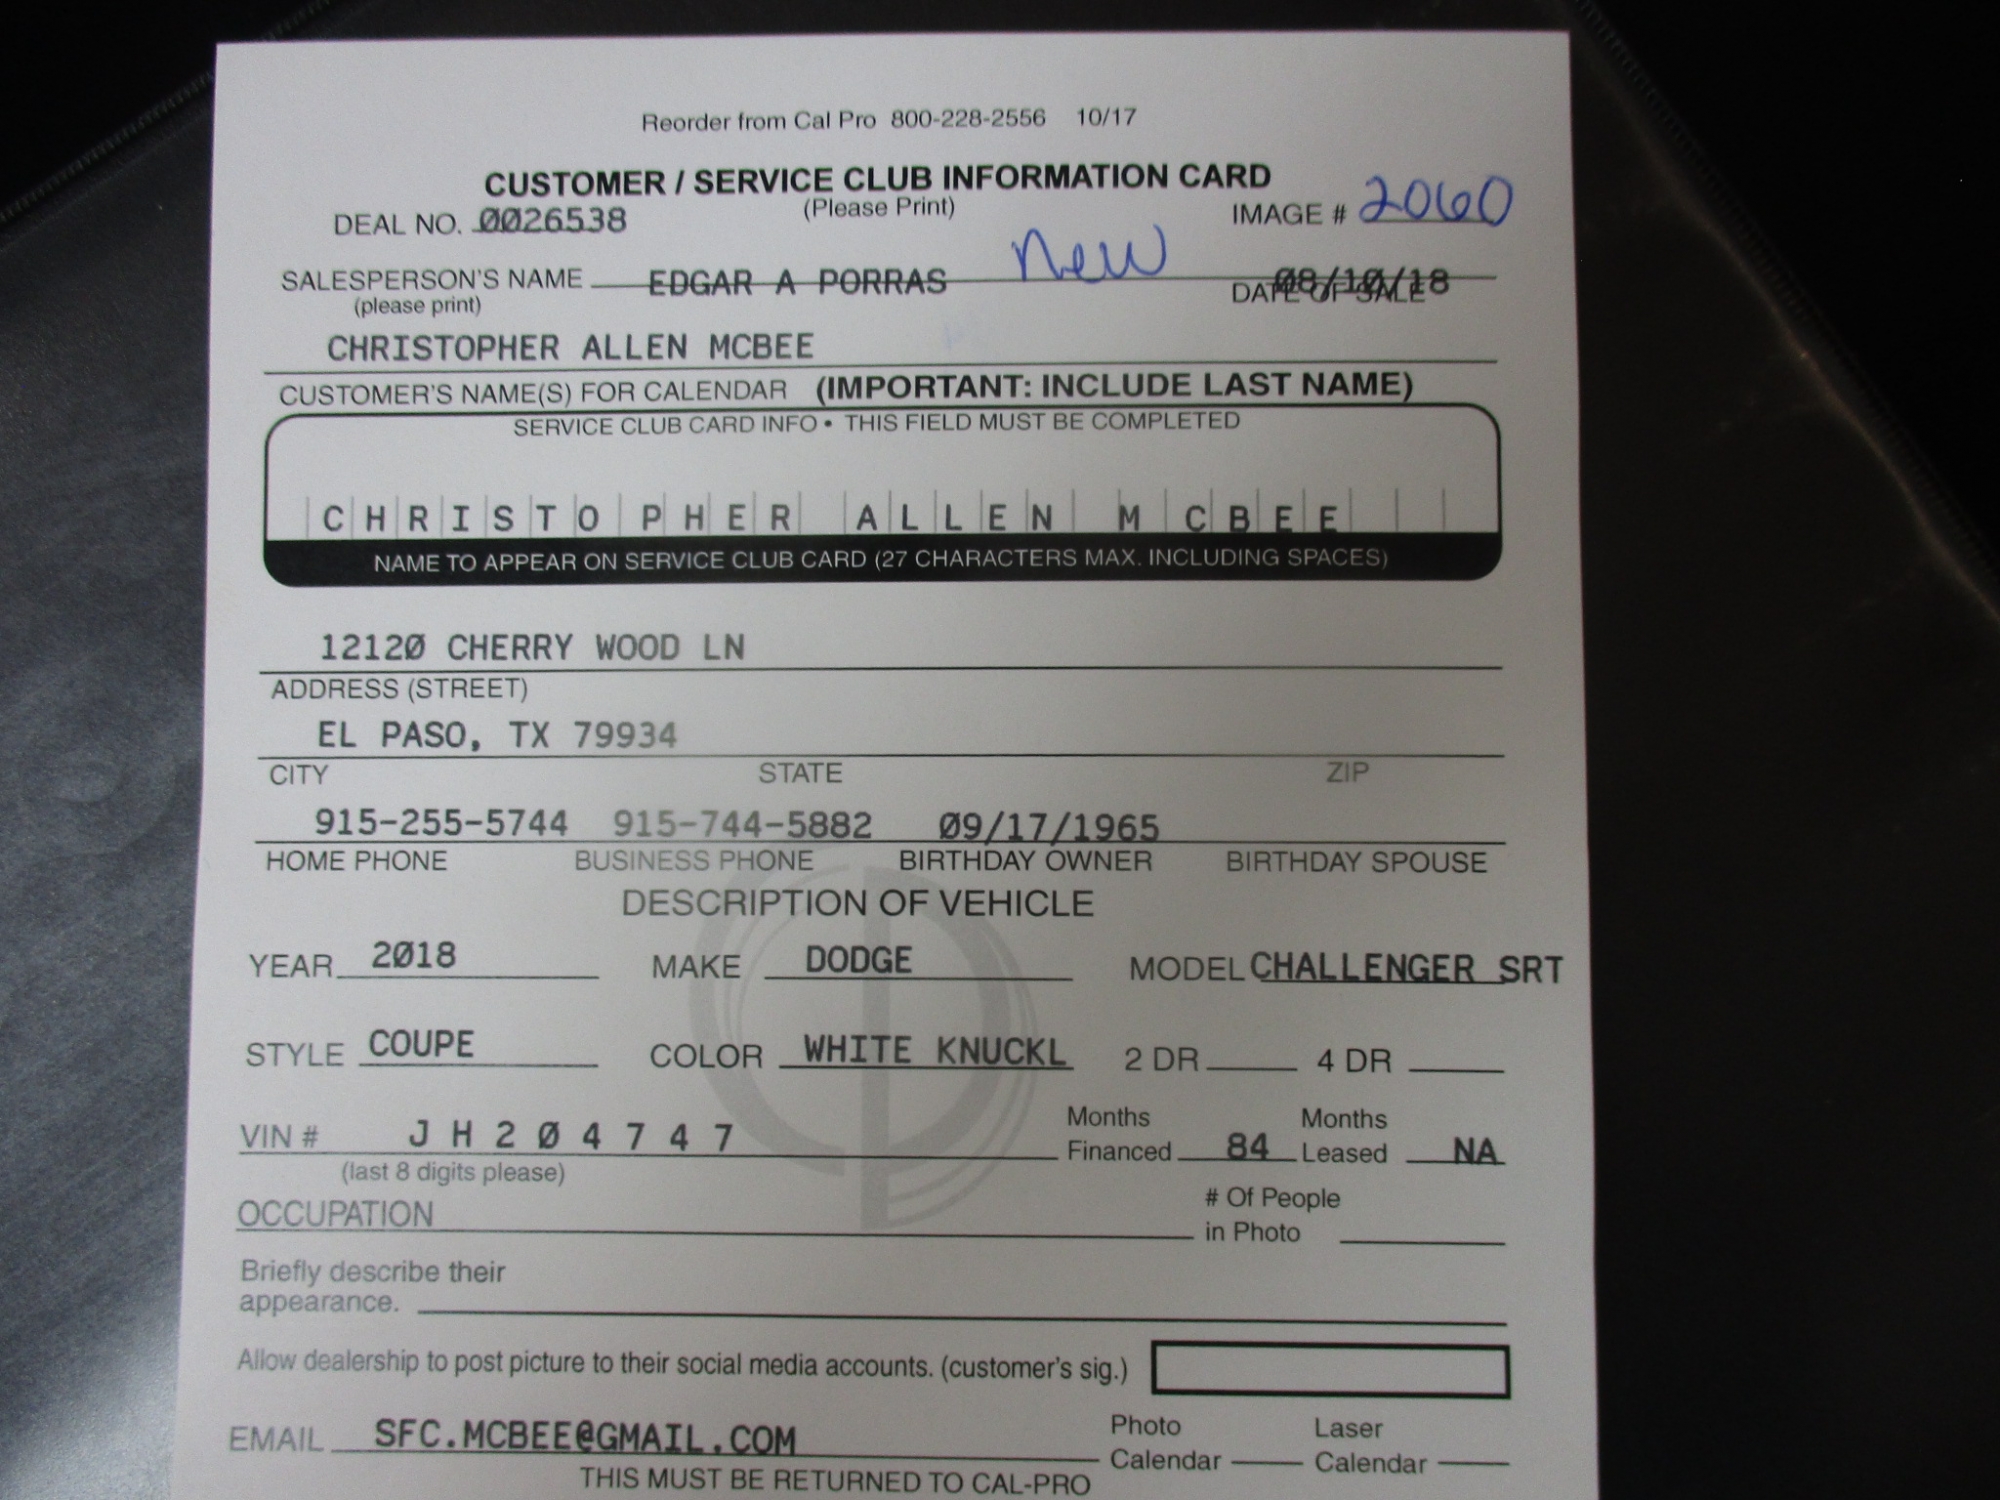 Reorder from Cal Pro 800-228-2556 10/17
CUSTOMER / SERVICE CLUB INFORMATION CARD
(Please Print)
DEAL NO. 0026538
IMAGE # 2060
new
SALESPERSON'S NAME EDGAR A PORRAS
(please print)
DATE OF SALE 08/10/18
CHRISTOPHER ALLEN MCBEE
CUSTOMER'S NAME(S) FOR CALENDAR (IMPORTANT: INCLUDE LAST NAME)
SERVICE CLUB CARD INFO • THIS FIELD MUST BE COMPLETED
CHRISTOPHER ALLEN MCBEE
NAME TO APPEAR ON SERVICE CLUB CARD (27 CHARACTERS MAX. INCLUDING SPACES)
12120 CHERRY WOOD LN
ADDRESS (STREET)
EL PASO, TX 79934
CITY STATE ZIP
915-255-5744 915-744-5882 09/17/1965
HOME PHONE BUSINESS PHONE BIRTHDAY OWNER BIRTHDAY SPOUSE
DESCRIPTION OF VEHICLE
YEAR 2018 MAKE DODGE MODEL CHALLENGER SRT
STYLE COUPE COLOR WHITE KNUCKL 2 DR 4 DR
VIN # JH204747
(last 8 digits please)
Months Financed 84 Months Leased NA
OCCUPATION
# Of People in Photo
Briefly describe their
appearance.
Allow dealership to post picture to their social media accounts. (customer's sig.)
EMAIL SFC.MCBEE@GMAIL.COM
Photo Calendar Laser Calendar
THIS MUST BE RETURNED TO CAL-PRO